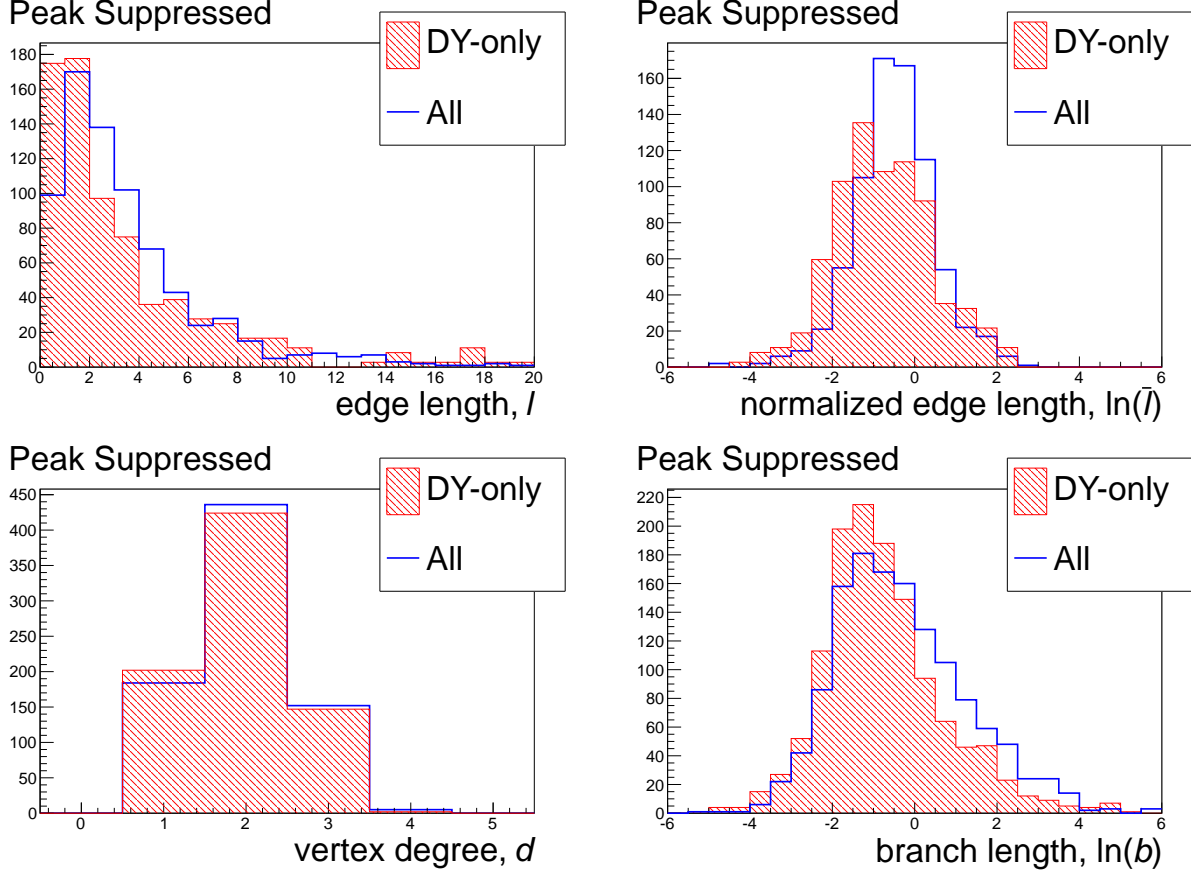 Peak Suppressed
DY-only
All
180
160
140
120
100
80
60
40
20
0
0 2 4 6 8 10 12 14 16 18 20
edge length, l
Peak Suppressed
DY-only
All
160
140
120
100
80
60
40
20
0
-6 -4 -2 0 2 4 6
normalized edge length, ln(l̄)
Peak Suppressed
DY-only
All
450
400
350
300
250
200
150
100
50
0
0 1 2 3 4 5
vertex degree, d
Peak Suppressed
DY-only
All
220
200
180
160
140
120
100
80
60
40
20
0
-6 -4 -2 0 2 4 6
branch length, ln(b)